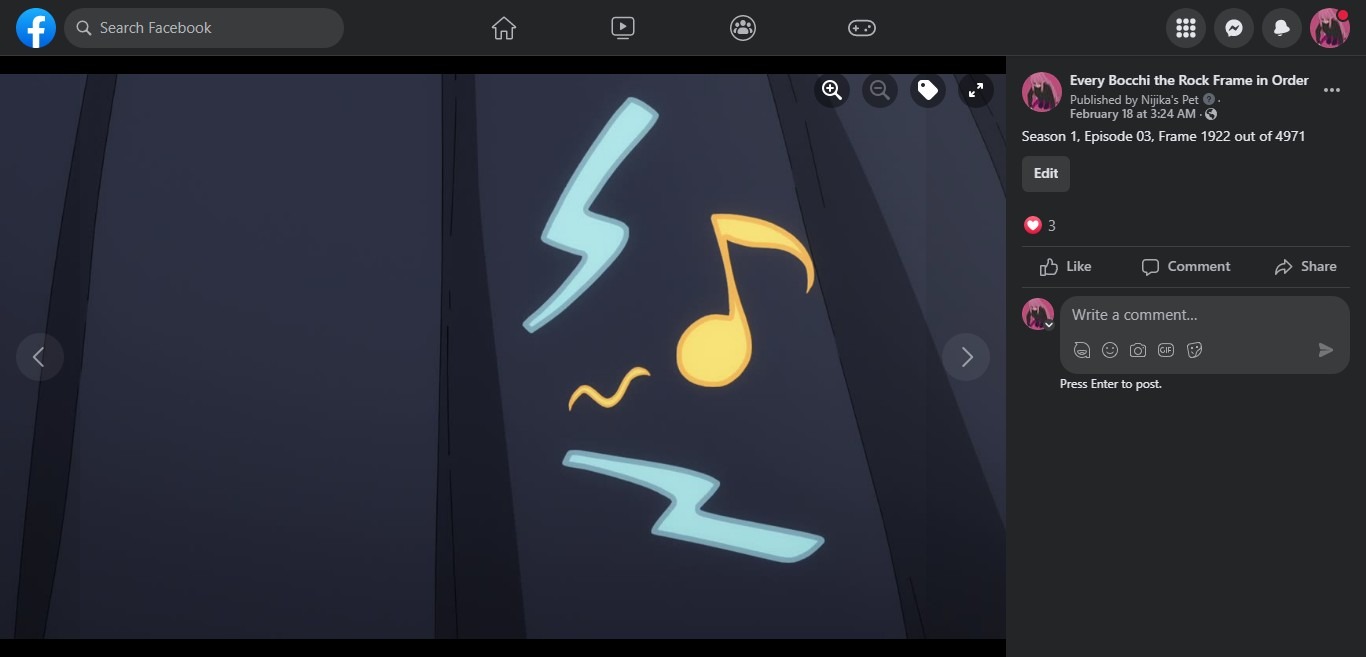 Search Facebook
Every Bocchi the Rock Frame in Order
Published by Nijika's Pet ·
February 18 at 3:24 AM ·
Season 1, Episode 03, Frame 1922 out of 4971
Edit
3
Like Comment Share
Write a comment...
GIF
Press Enter to post.